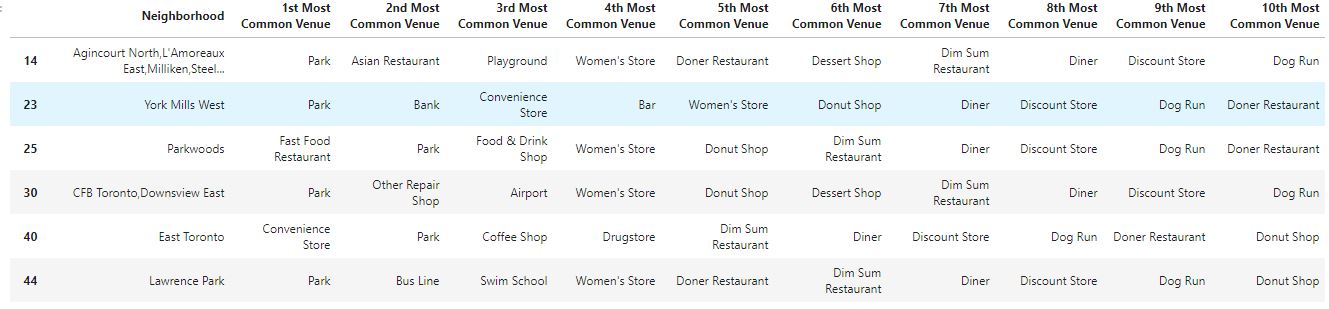 Neighborhood 1st Most Common Venue 2nd Most Common Venue 3rd Most Common Venue 4th Most Common Venue 5th Most Common Venue 6th Most Common Venue 7th Most Common Venue 8th Most Common Venue 9th Most Common Venue 10th Most Common Venue
14 Agincourt North,L'Amoreaux East,Milliken,Steel... Park Asian Restaurant Playground Women's Store Doner Restaurant Dessert Shop Dim Sum Restaurant Diner Discount Store Dog Run
23 York Mills West Park Bank Convenience Store Bar Women's Store Donut Shop Diner Discount Store Dog Run Doner Restaurant
25 Parkwoods Fast Food Restaurant Park Food & Drink Shop Women's Store Donut Shop Dim Sum Restaurant Diner Discount Store Dog Run Doner Restaurant
30 CFB Toronto,Downsview East Park Other Repair Shop Airport Women's Store Donut Shop Dessert Shop Dim Sum Restaurant Diner Discount Store Dog Run
40 East Toronto Convenience Store Park Coffee Shop Drugstore Dim Sum Restaurant Diner Discount Store Dog Run Doner Restaurant Donut Shop
44 Lawrence Park Park Bus Line Swim School Women's Store Doner Restaurant Dim Sum Restaurant Diner Discount Store Dog Run Donut Shop